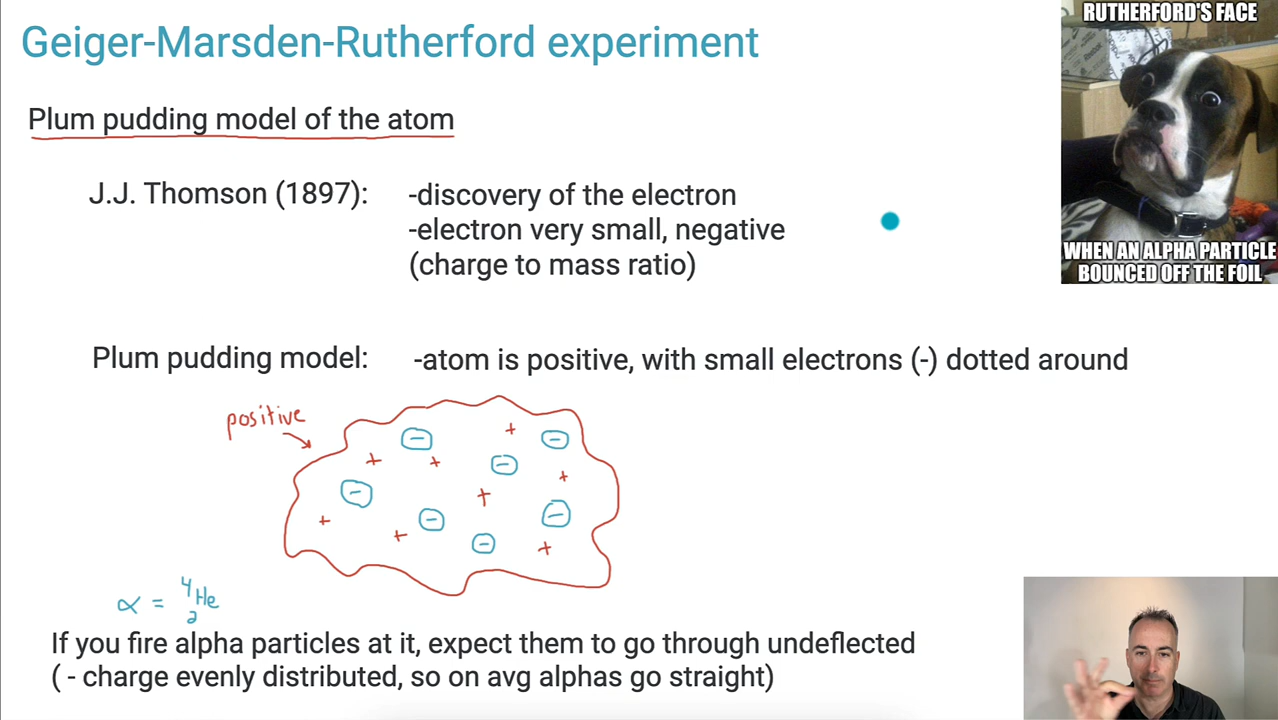 Geiger-Marsden-Rutherford experiment
RUTHERFORD'S FACE
WHEN AN ALPHA PARTICLE
BOUNCED OFF THE FOIL
Plum pudding model of the atom
J.J. Thomson (1897):
-discovery of the electron
-electron very small, negative
(charge to mass ratio)
Plum pudding model:
-atom is positive, with small electrons (-) dotted around
positive
+ -
- + + -
- + +
+ - -
+ - +
α = ⁴₂He
If you fire alpha particles at it, expect them to go through undeflected
( - charge evenly distributed, so on avg alphas go straight)